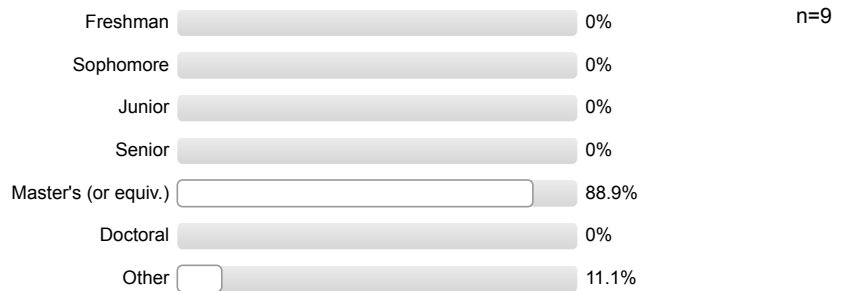 Freshman 0% n=9
Sophomore 0%
Junior 0%
Senior 0%
Master's (or equiv.) 88.9%
Doctoral 0%
Other 11.1%